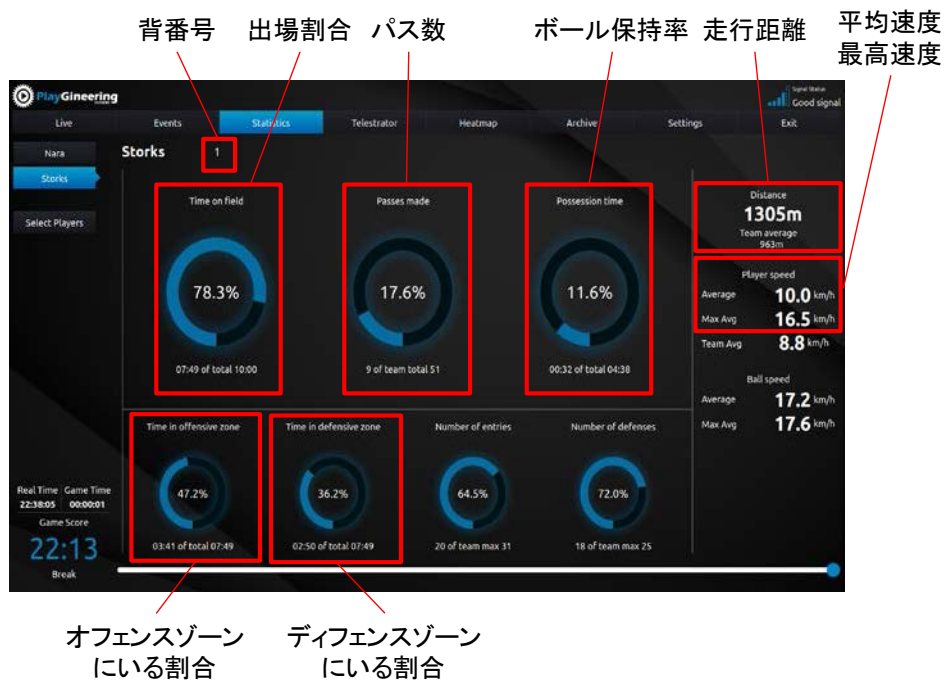 背番号 出場割合 パス数 ボール保持率 走行距離 平均速度
最高速度
PlayGineering
Signal Status
Good signal
Live Events Statistics Telestrator Heatmap Archive Settings Exit
Nara
Storks
Select Players
Storks 1
Time on field
78.3%
07:49 of total 10:00
Passes made
17.6%
9 of team total 51
Possession time
11.6%
00:32 of total 04:38
Distance
1305m
Team average
963m
Player speed
Average 10.0 km/h
Max Avg 16.5 km/h
Team Avg 8.8 km/h
Ball speed
Average 17.2 km/h
Max Avg 17.6 km/h
Time in offensive zone
47.2%
03:41 of total 07:49
Time in defensive zone
36.2%
02:50 of total 07:49
Number of entries
64.5%
20 of team max 31
Number of defenses
72.0%
18 of team max 25
Real Time Game Time
22:38:05 00:00:01
Game Score
22:13
Break
オフェンスゾーン
にいる割合
ディフェンスゾーン
にいる割合